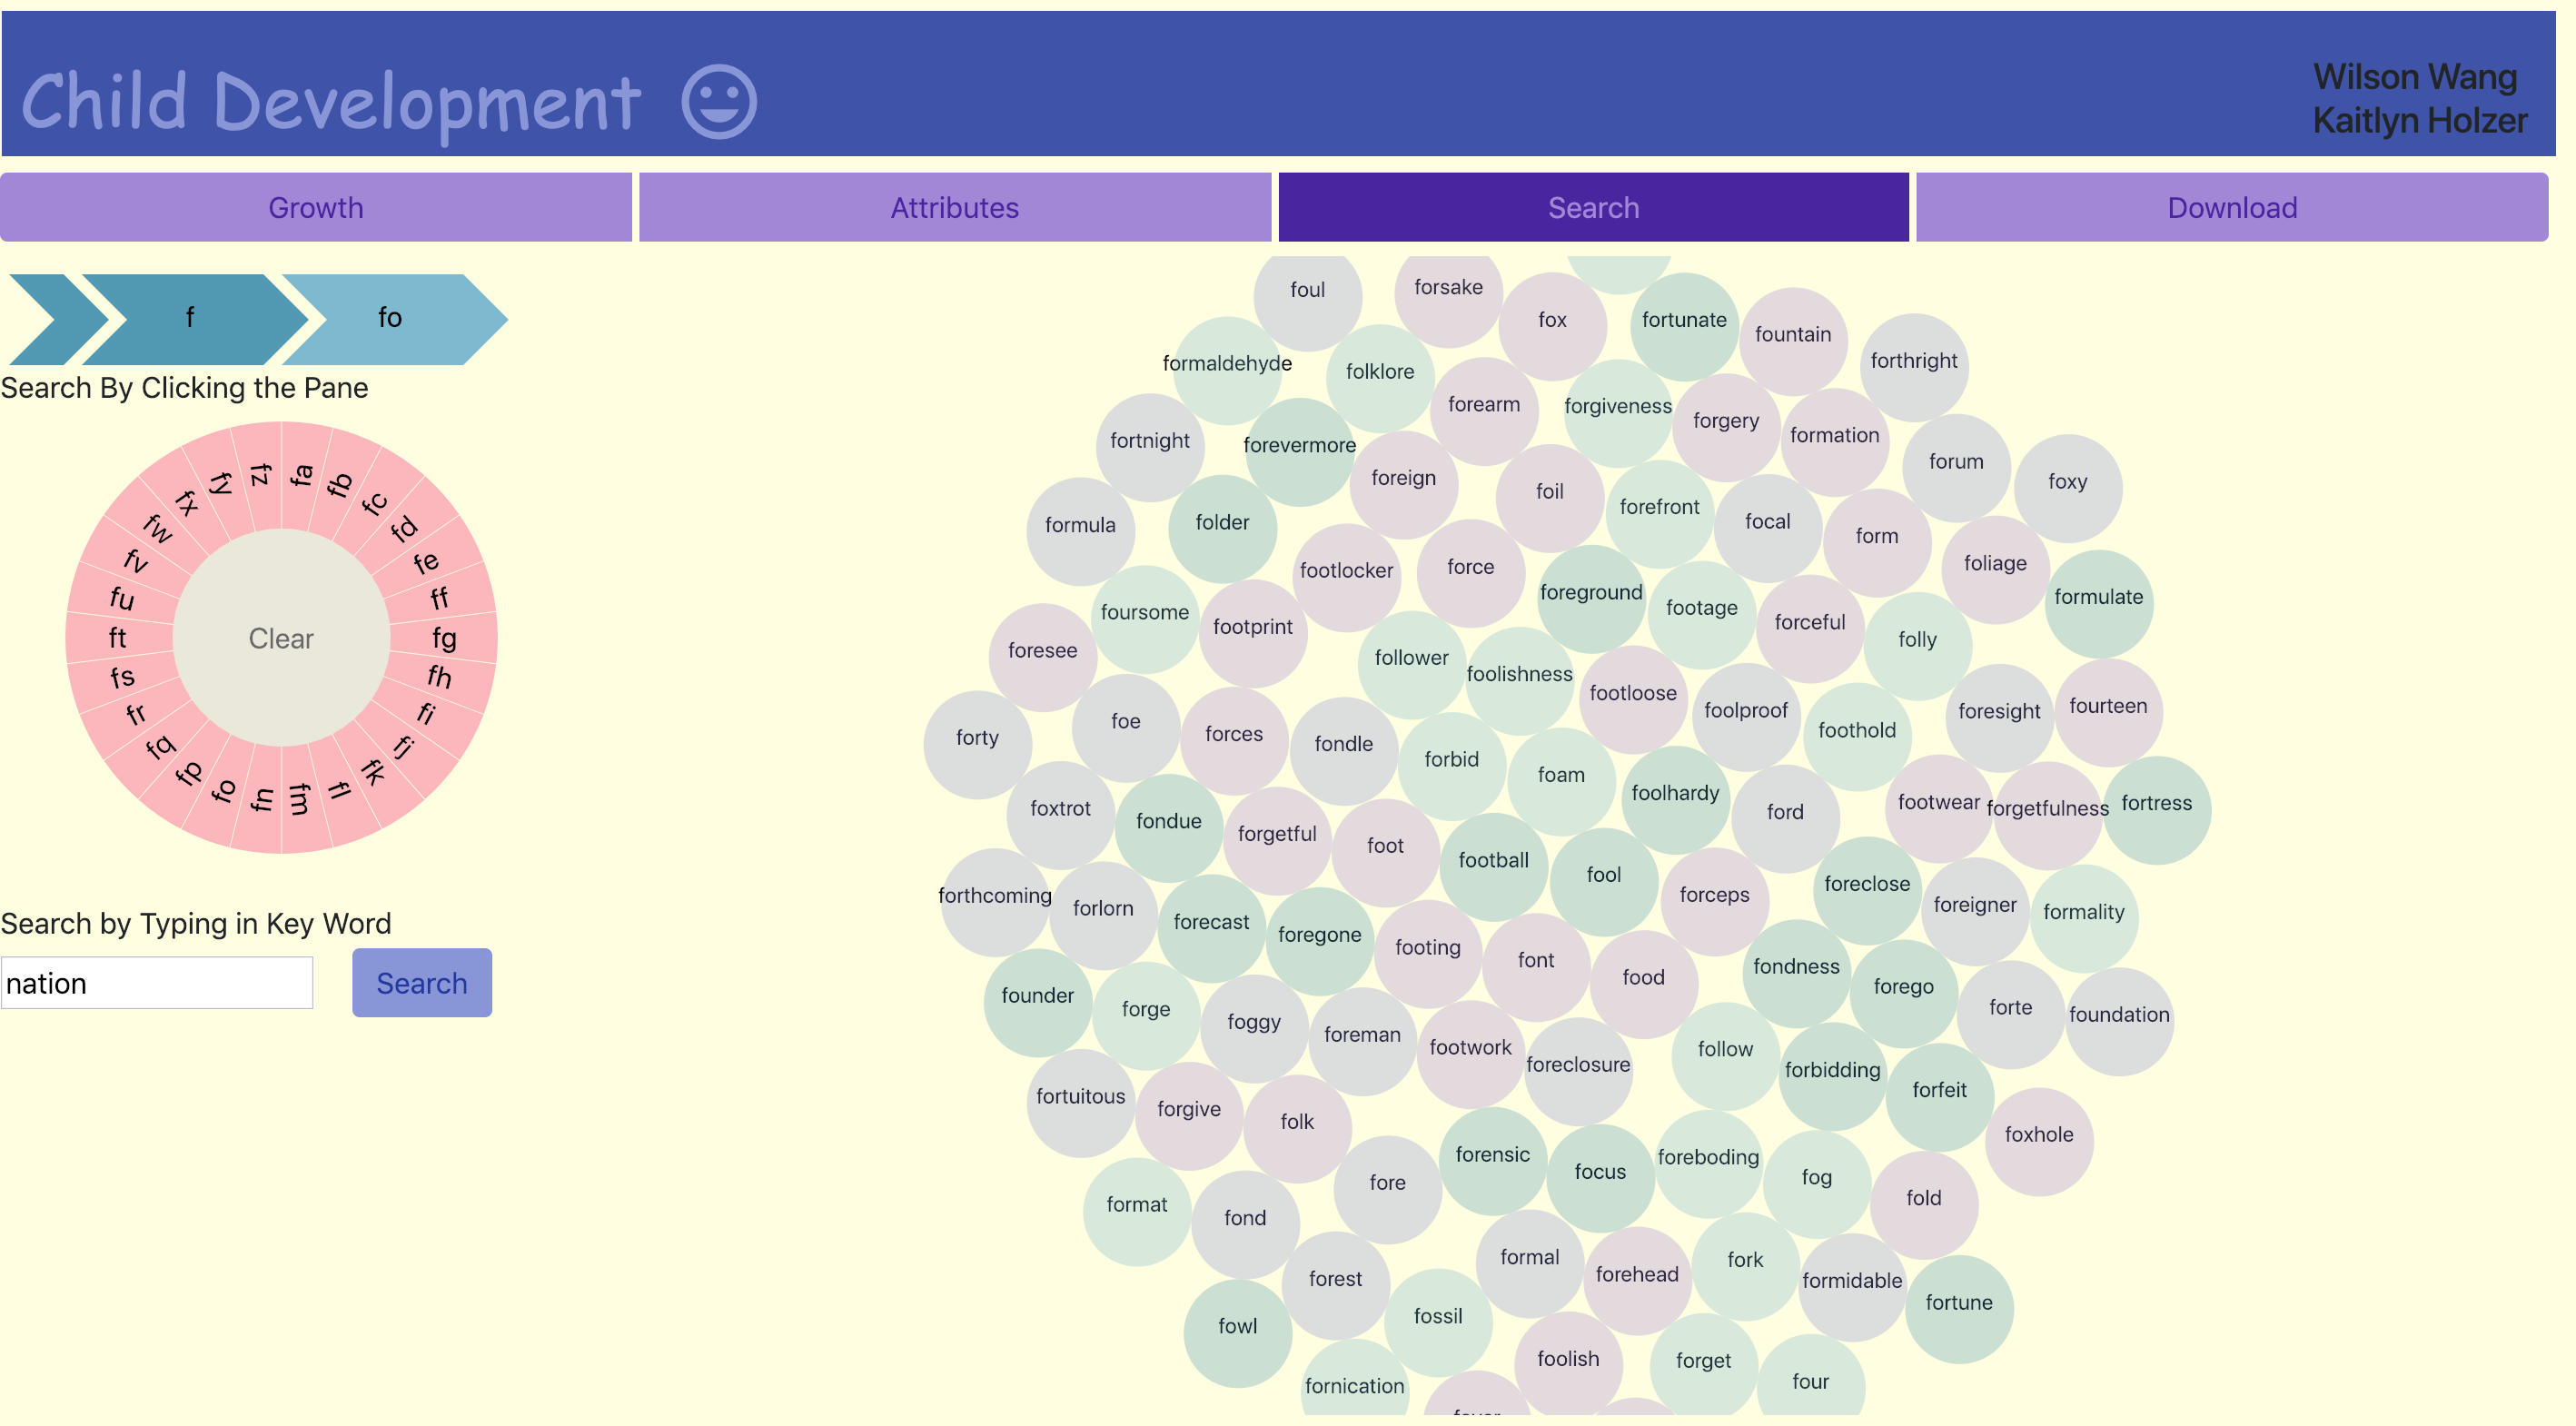 Child Development
Wilson Wang
Kaitlyn Holzer
Growth
Attributes
Search
Download
f
fo
Search By Clicking the Pane
fa
fb
fc
fd
fe
ff
fg
fh
fi
fj
fk
fl
fm
fn
fo
fp
fq
fr
fs
ft
fu
fv
fw
fx
fy
fz
Clear
Search by Typing in Key Word
nation
Search
foul
forsake
fox
fortunate
fountain
forthright
formaldehyde
folklore
forearm
forgiveness
forgery
formation
fortnight
forevermore
foreign
foil
forefront
focal
form
forum
foxy
formula
folder
footlocker
force
foreground
footage
forceful
folly
foliage
formulate
foursome
footprint
foresee
follower
foolishness
footloose
foolproof
foothold
foresight
fourteen
forty
foe
forces
fondle
forbid
foam
foolhardy
ford
footwear
forgetfulness
fortress
foxtrot
fondue
forgetful
foot
football
fool
forceps
foreclose
foreigner
formality
forthcoming
forlorn
forecast
foregone
footing
font
food
fondness
forego
forte
foundation
founder
forge
foggy
foreman
footwork
foreclosure
follow
forbidding
forfeit
foxhole
fortuitous
forgive
folk
fore
forensic
focus
foreboding
fog
fold
format
fond
forest
formal
forehead
fork
formidable
fortune
fowl
fossil
foolish
forget
four
fornication